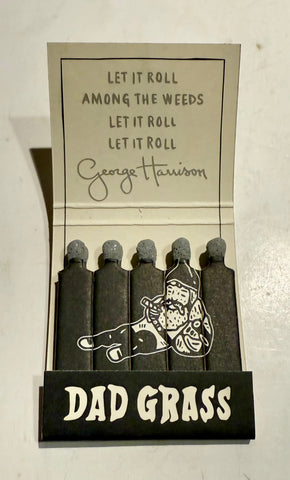 LET IT ROLL
AMONG THE WEEDS
LET IT ROLL
LET IT ROLL
George Harrison
DAD GRASS